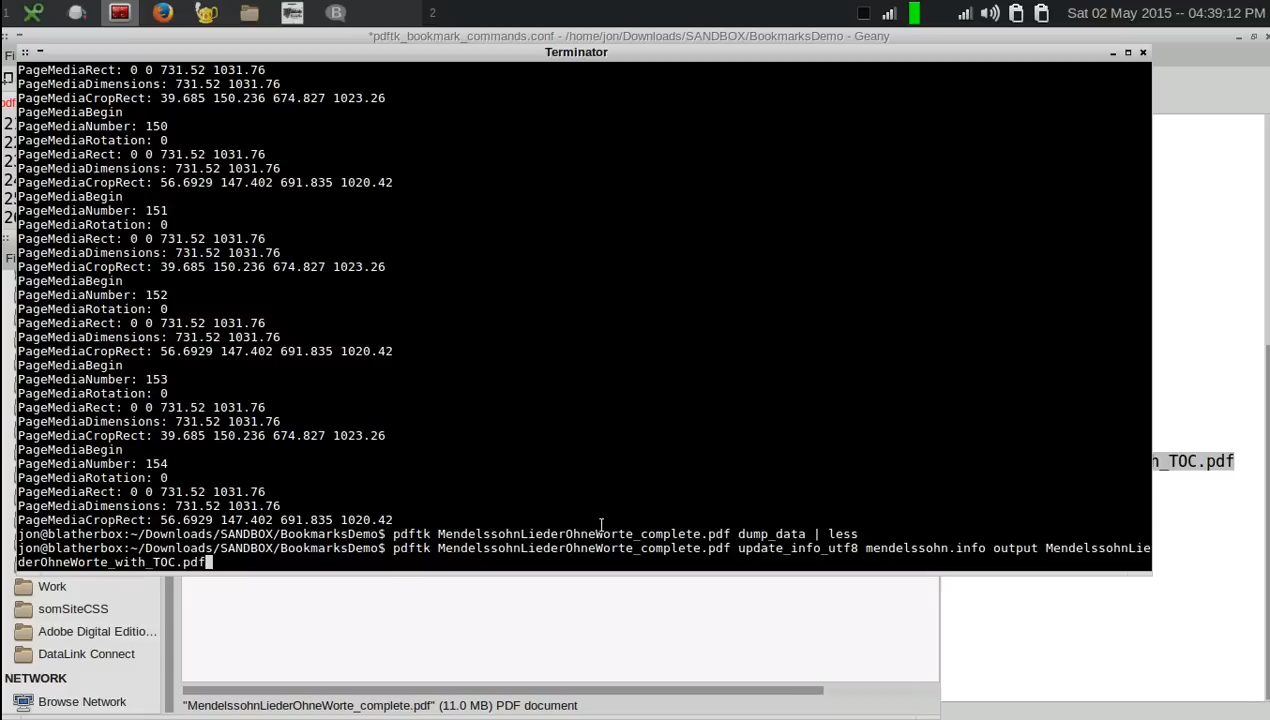 1
2
Sat 02 May 2015 -- 04:39:12 PM
*pdftk_bookmark_commands.conf - /home/jon/Downloads/SANDBOX/BookmarksDemo - Geany
Terminator
PageMediaRect: 0 0 731.52 1031.76
PageMediaDimensions: 731.52 1031.76
PageMediaCropRect: 39.685 150.236 674.827 1023.26
PageMediaBegin
PageMediaNumber: 150
PageMediaRotation: 0
PageMediaRect: 0 0 731.52 1031.76
PageMediaDimensions: 731.52 1031.76
PageMediaCropRect: 56.6929 147.402 691.835 1020.42
PageMediaBegin
PageMediaNumber: 151
PageMediaRotation: 0
PageMediaRect: 0 0 731.52 1031.76
PageMediaDimensions: 731.52 1031.76
PageMediaCropRect: 39.685 150.236 674.827 1023.26
PageMediaBegin
PageMediaNumber: 152
PageMediaRotation: 0
PageMediaRect: 0 0 731.52 1031.76
PageMediaDimensions: 731.52 1031.76
PageMediaCropRect: 56.6929 147.402 691.835 1020.42
PageMediaBegin
PageMediaNumber: 153
PageMediaRotation: 0
PageMediaRect: 0 0 731.52 1031.76
PageMediaDimensions: 731.52 1031.76
PageMediaCropRect: 39.685 150.236 674.827 1023.26
PageMediaBegin
PageMediaNumber: 154
PageMediaRotation: 0
PageMediaRect: 0 0 731.52 1031.76
PageMediaDimensions: 731.52 1031.76
PageMediaCropRect: 56.6929 147.402 691.835 1020.42
jon@blatherbox:~/Downloads/SANDBOX/BookmarksDemo$ pdftk MendelssohnLiederOhneWorte_complete.pdf dump_data | less
jon@blatherbox:~/Downloads/SANDBOX/BookmarksDemo$ pdftk MendelssohnLiederOhneWorte_complete.pdf update_info_utf8 mendelssohn.info output MendelssohnLie
derOhneWorte_with_TOC.pdf
h_TOC.pdf
Work
somSiteCSS
Adobe Digital Editio...
DataLink Connect
NETWORK
Browse Network
"MendelssohnLiederOhneWorte_complete.pdf" (11.0 MB) PDF document